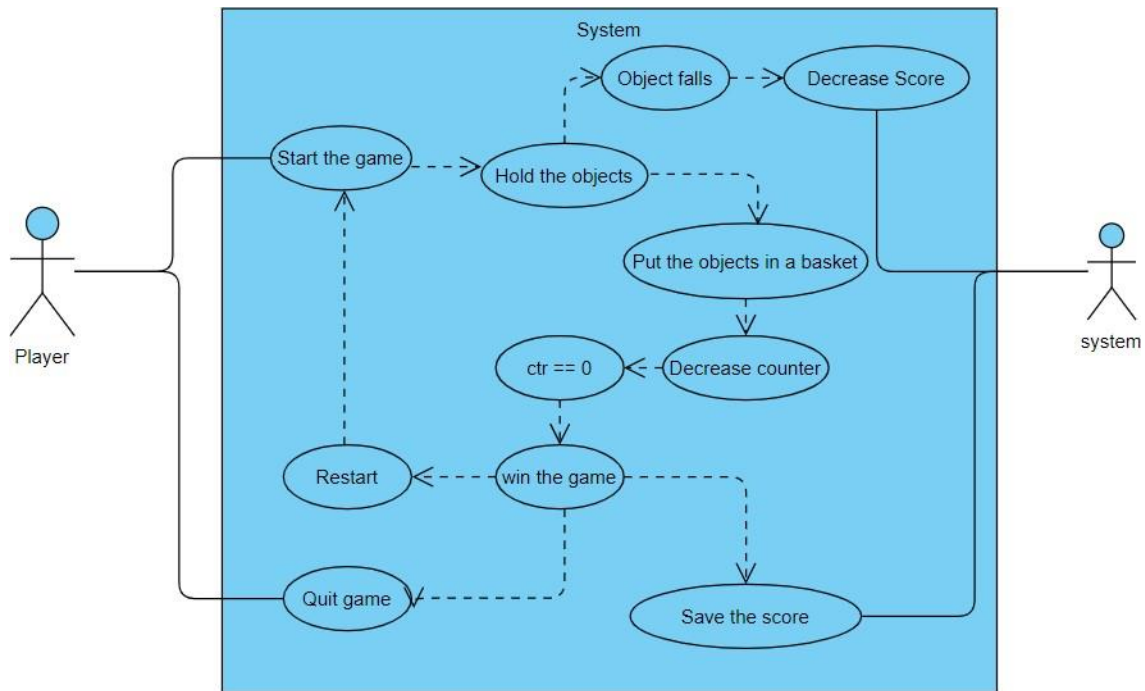 System
Object falls
Decrease Score
Start the game
Hold the objects
Put the objects in a basket
Player
system
ctr == 0
Decrease counter
Restart
win the game
Quit game
Save the score